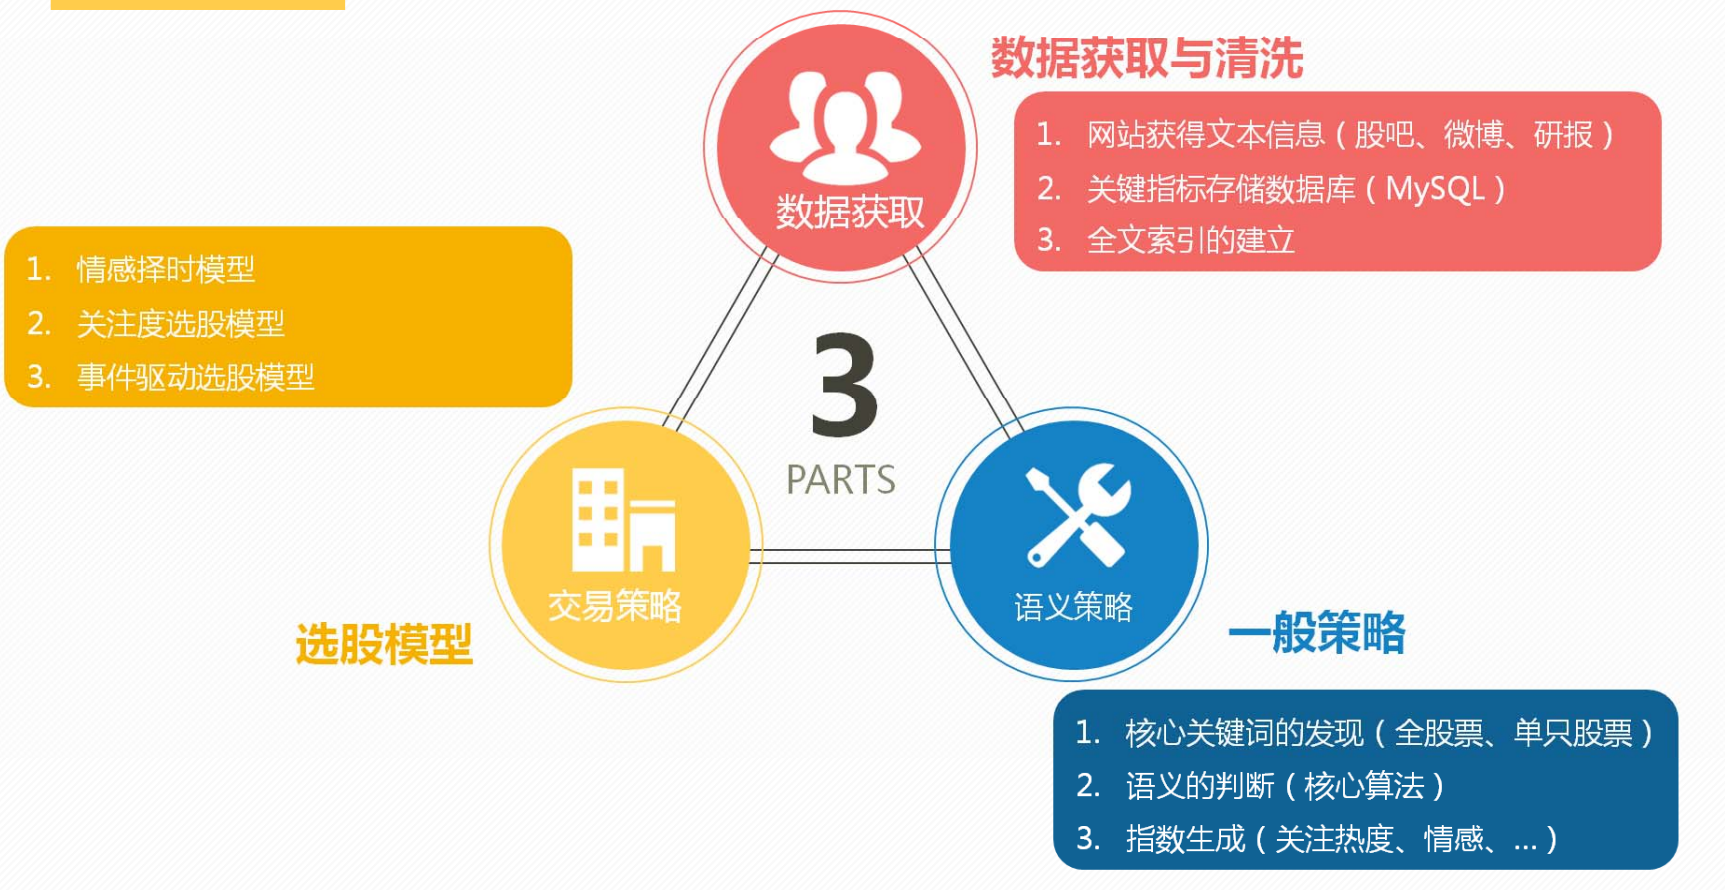 数据获取与清洗
1. 网站获得文本信息（股吧、微博、研报）
2. 关键指标存储数据库（MySQL）
3. 全文索引的建立
数据获取
1. 情感择时模型
2. 关注度选股模型
3. 事件驱动选股模型
3
PARTS
交易策略
选股模型
语义策略
一般策略
1. 核心关键词的发现（全股票、单只股票）
2. 语义的判断（核心算法）
3. 指数生成（关注热度、情感、...）